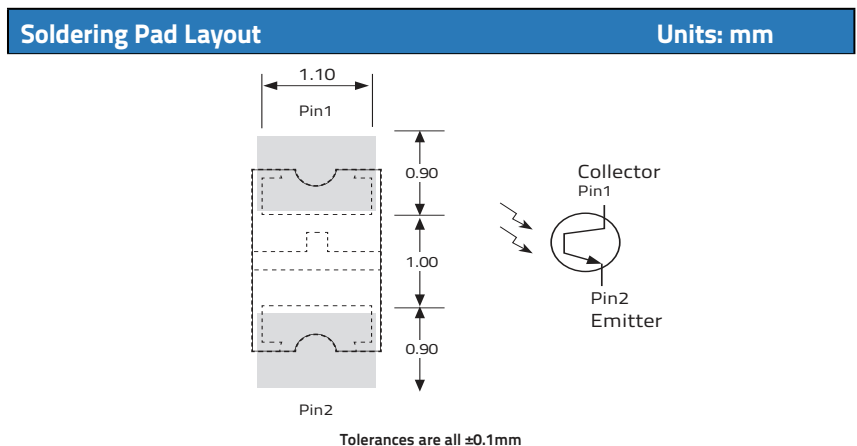 Soldering Pad Layout Units: mm
1.10
Pin1
0.90
1.00
0.90
Pin2
Collector
Pin1
Pin2
Emitter
Tolerances are all ±0.1mm